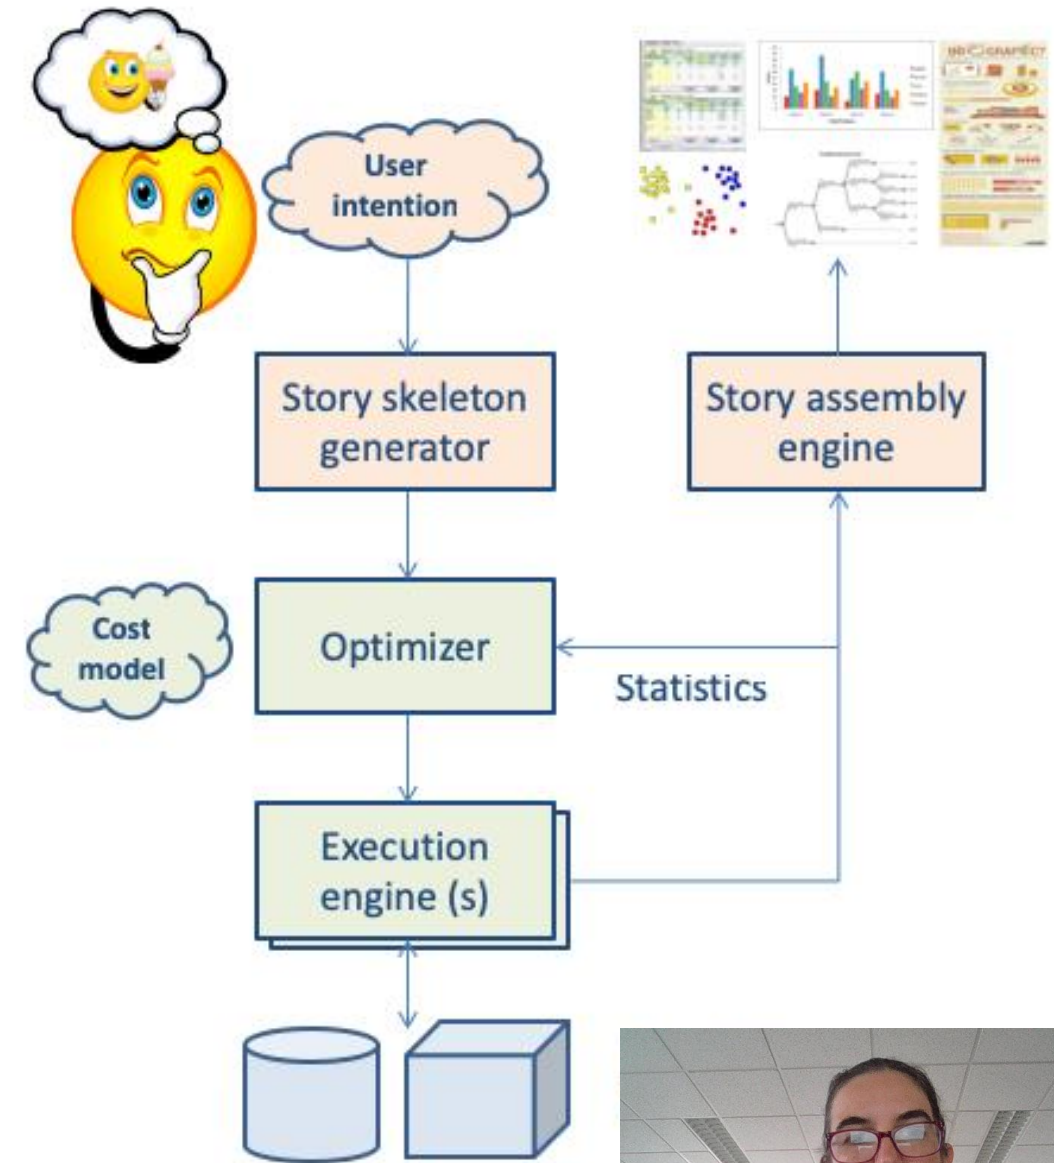 User
intention
Story skeleton
generator
Story assembly
engine
Cost
model
Optimizer
Statistics
Execution
engine (s)